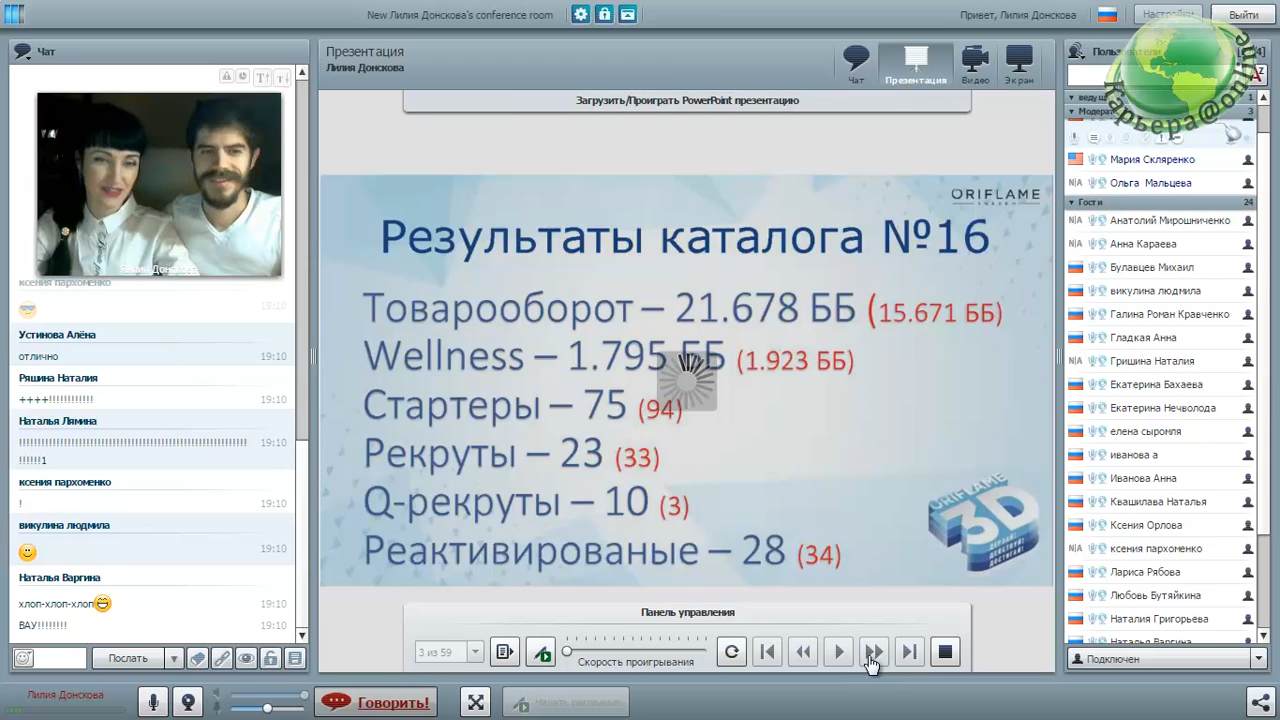 New Лилия Донскова's conference room
Привет, Лилия Донскова
Настройки
Выйти
Чат
Лилия Донскова
ксения пархоменко
19:10
Устинова Алёна
отлично 19:10
Ряшина Наталия
++++!!!!!!!!!!!! 19:10
Наталья Лямина
19:10
!!!!!!1
ксения пархоменко
! 19:10
викулина людмила
19:10
Наталья Варгина
хлоп-хлоп-хлоп 19:10
ВАУ!!!!!!!! 19:10
Послать
Презентация
Лилия Донскова
Чат
Презентация
Видео
Экран
Загрузить/Проиграть PowerPoint презентацию
ORIFLAME
SWEDEN
Результаты каталога №16
Товарооборот – 21.678 ББ (15.671 ББ)
Wellness – 1.795 ББ (1.923 ББ)
Стартеры – 75 (94)
Рекруты – 23 (33)
Q-рекруты – 10 (3)
Реактивированые – 28 (34)
ORIFLAME
3D
Панель управления
3 из 59
Скорость проигрывания
Карьера@online
Мария Скляренко
N/A Ольга Мальцева
Гости 24
N/A Анатолий Мирошниченко
N/A Анна Караева
Булавцев Михаил
викулина людмила
Галина Роман Кравченко
Гладкая Анна
Гришина Наталия
Екатерина Бахаева
Екатерина Нечволода
елена сыромля
иванова а
Иванова Анна
Квашилава Наталья
Ксения Орлова
N/A ксения пархоменко
Лариса Рябова
Любовь Бутяйкина
Наталия Григорьева
Наталья Варгина
Подключен
Лилия Донскова
Говорить!